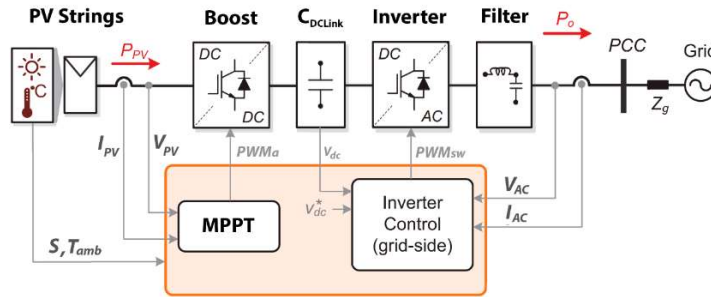 PV Strings
Boost
C_DCLink
Inverter
Filter
P_PV
P_o
PCC
Grid
DC
DC
DC
AC
°C
Z_g
I_PV
V_PV
PWMa
v_dc
PWMsw
V_AC
I_AC
MPPT
v_dc*
Inverter
Control
(grid-side)
S,T_amb